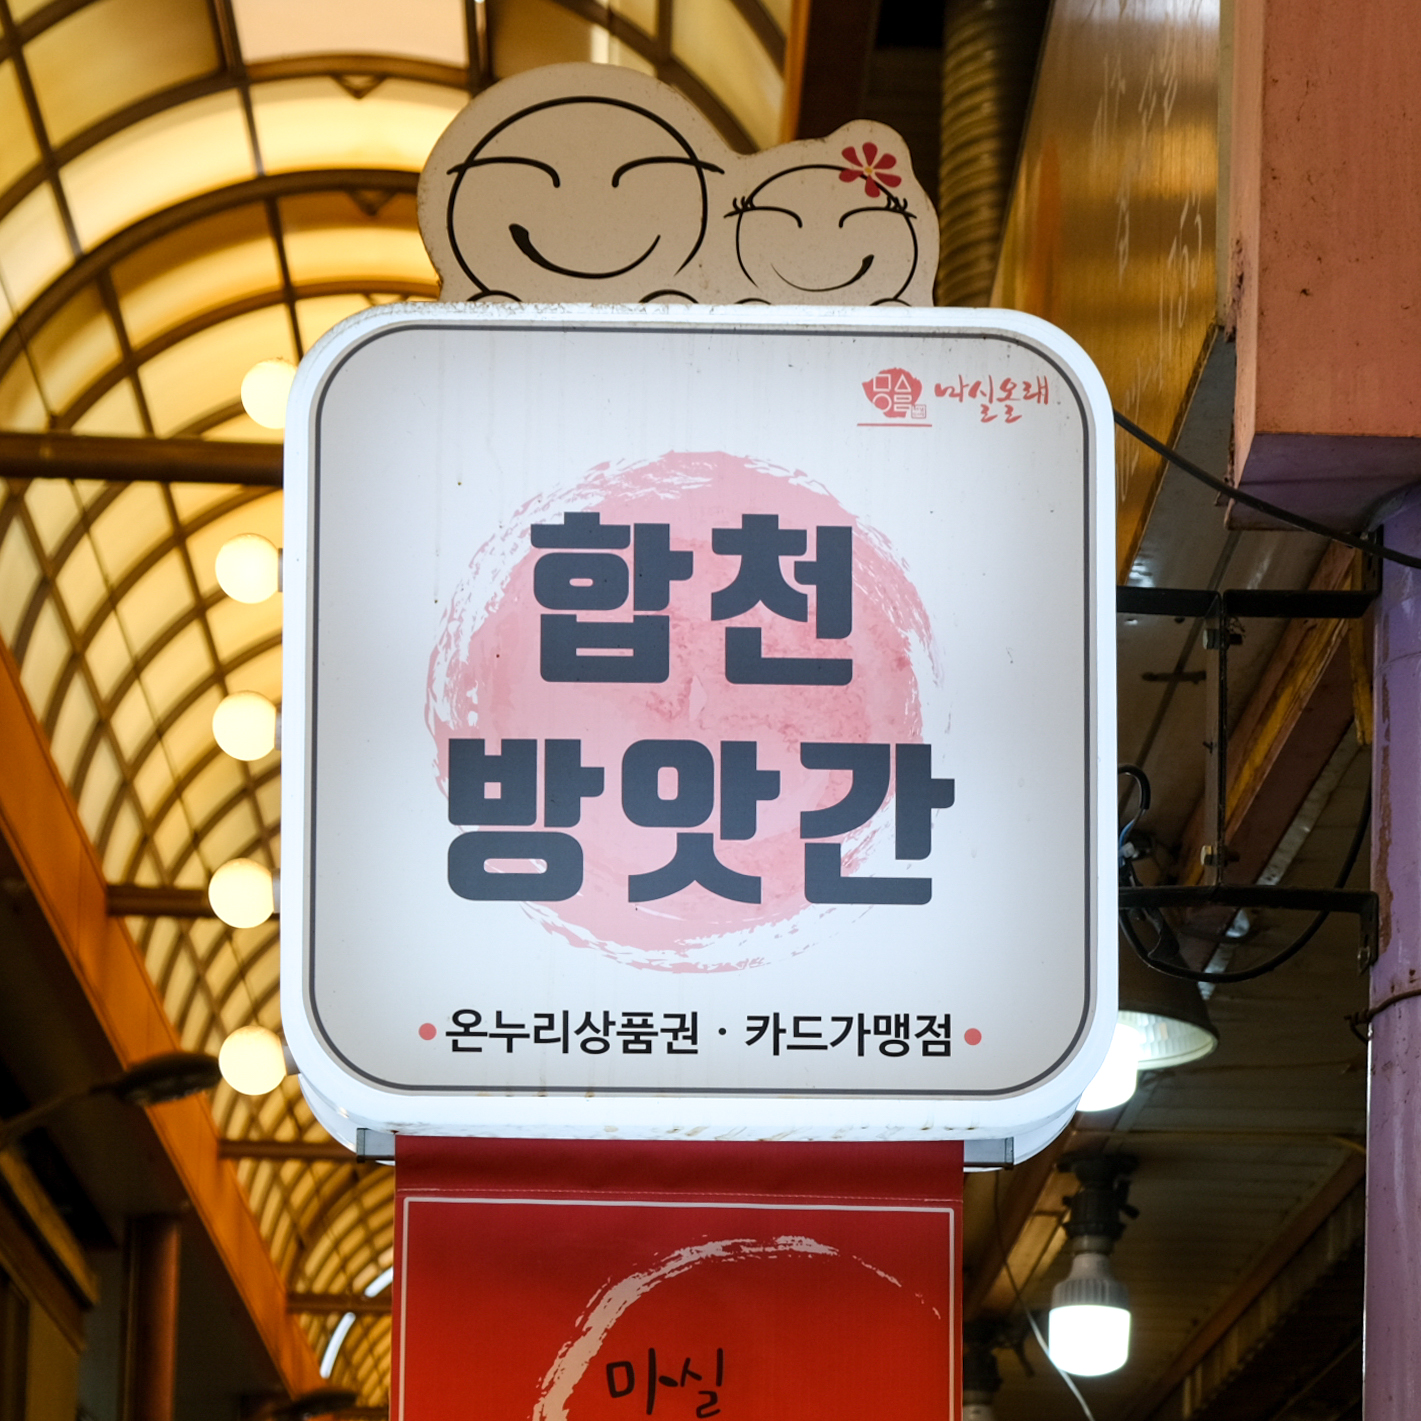 마실올래
합천
방앗간
온누리상품권 · 카드가맹점
마실